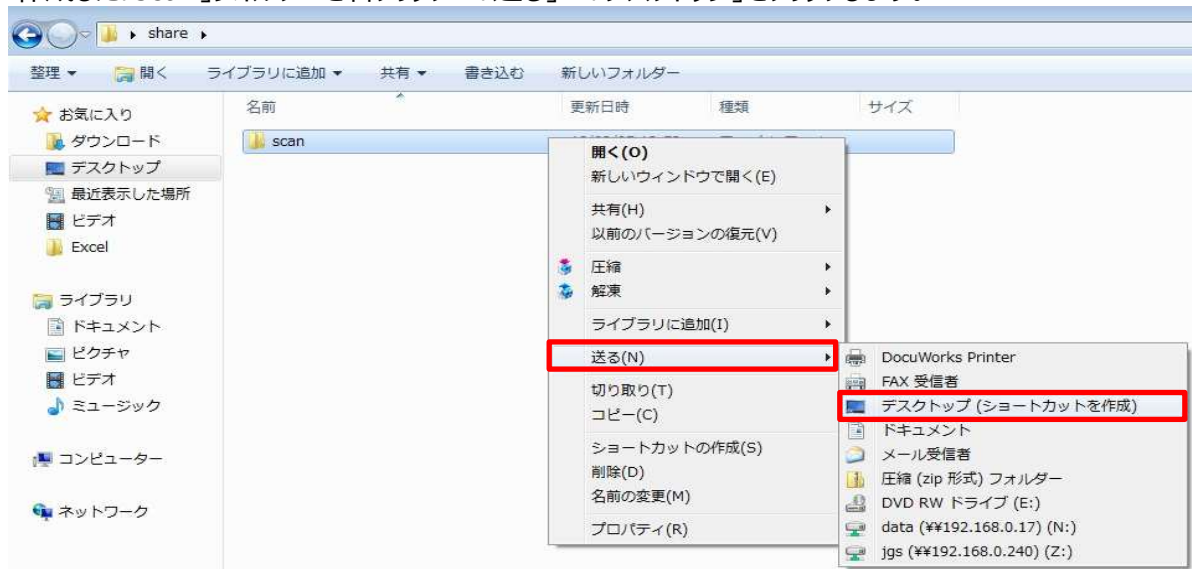 share
整理 開く ライブラリに追加 共有 書き込む 新しいフォルダー
お気に入り
ダウンロード
デスクトップ
最近表示した場所
ビデオ
Excel
ライブラリ
ドキュメント
ピクチャ
ビデオ
ミュージック
コンピューター
ネットワーク
名前 更新日時 種類 サイズ
scan
開く(O)
新しいウィンドウで開く(E)
共有(H)
以前のバージョンの復元(V)
圧縮
解凍
ライブラリに追加(I)
送る(N)
切り取り(T)
コピー(C)
ショートカットの作成(S)
削除(D)
名前の変更(M)
プロパティ(R)
DocuWorks Printer
FAX 受信者
デスクトップ (ショートカットを作成)
ドキュメント
メール受信者
圧縮 (zip 形式) フォルダー
DVD RW ドライブ (E:)
data (¥¥192.168.0.17) (N:)
jgs (¥¥192.168.0.240) (Z:)